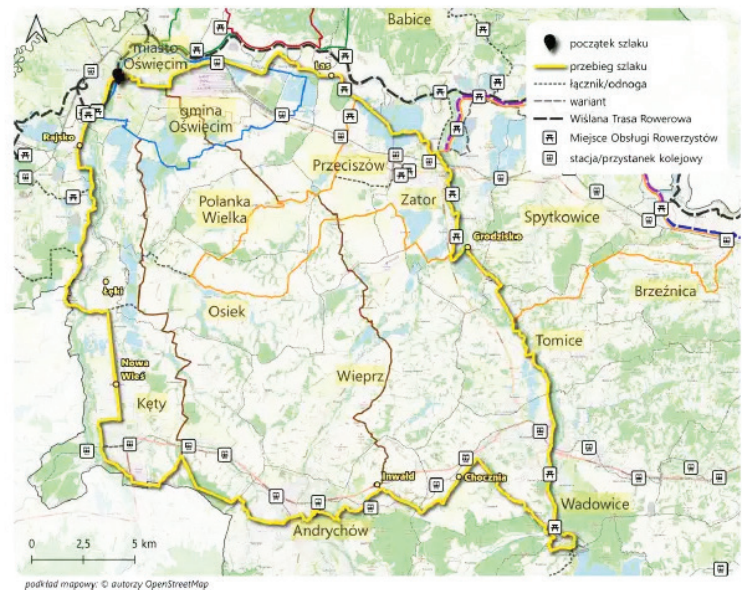 Babice
miasto
Oświęcim
początek szlaku
przebieg szlaku
łącznik/odnoga
wariant
Wiślana Trasa Rowerowa
Miejsce Obsługi Rowerzystów
stacja/przystanek kolejowy
Las
gmina
Oświęcim
Rajsko
Przeciszów
Polanka
Wielka
Zator
Spytkowice
Grodzisko
Łęki
Osiek
Brzeźnica
Tomice
Nowa
Wieś
Wieprz
Kęty
Inwałd
Chocznia
Wadowice
Andrychów
0 2,5 5 km
podkład mapowy: © autorzy OpenStreetMap